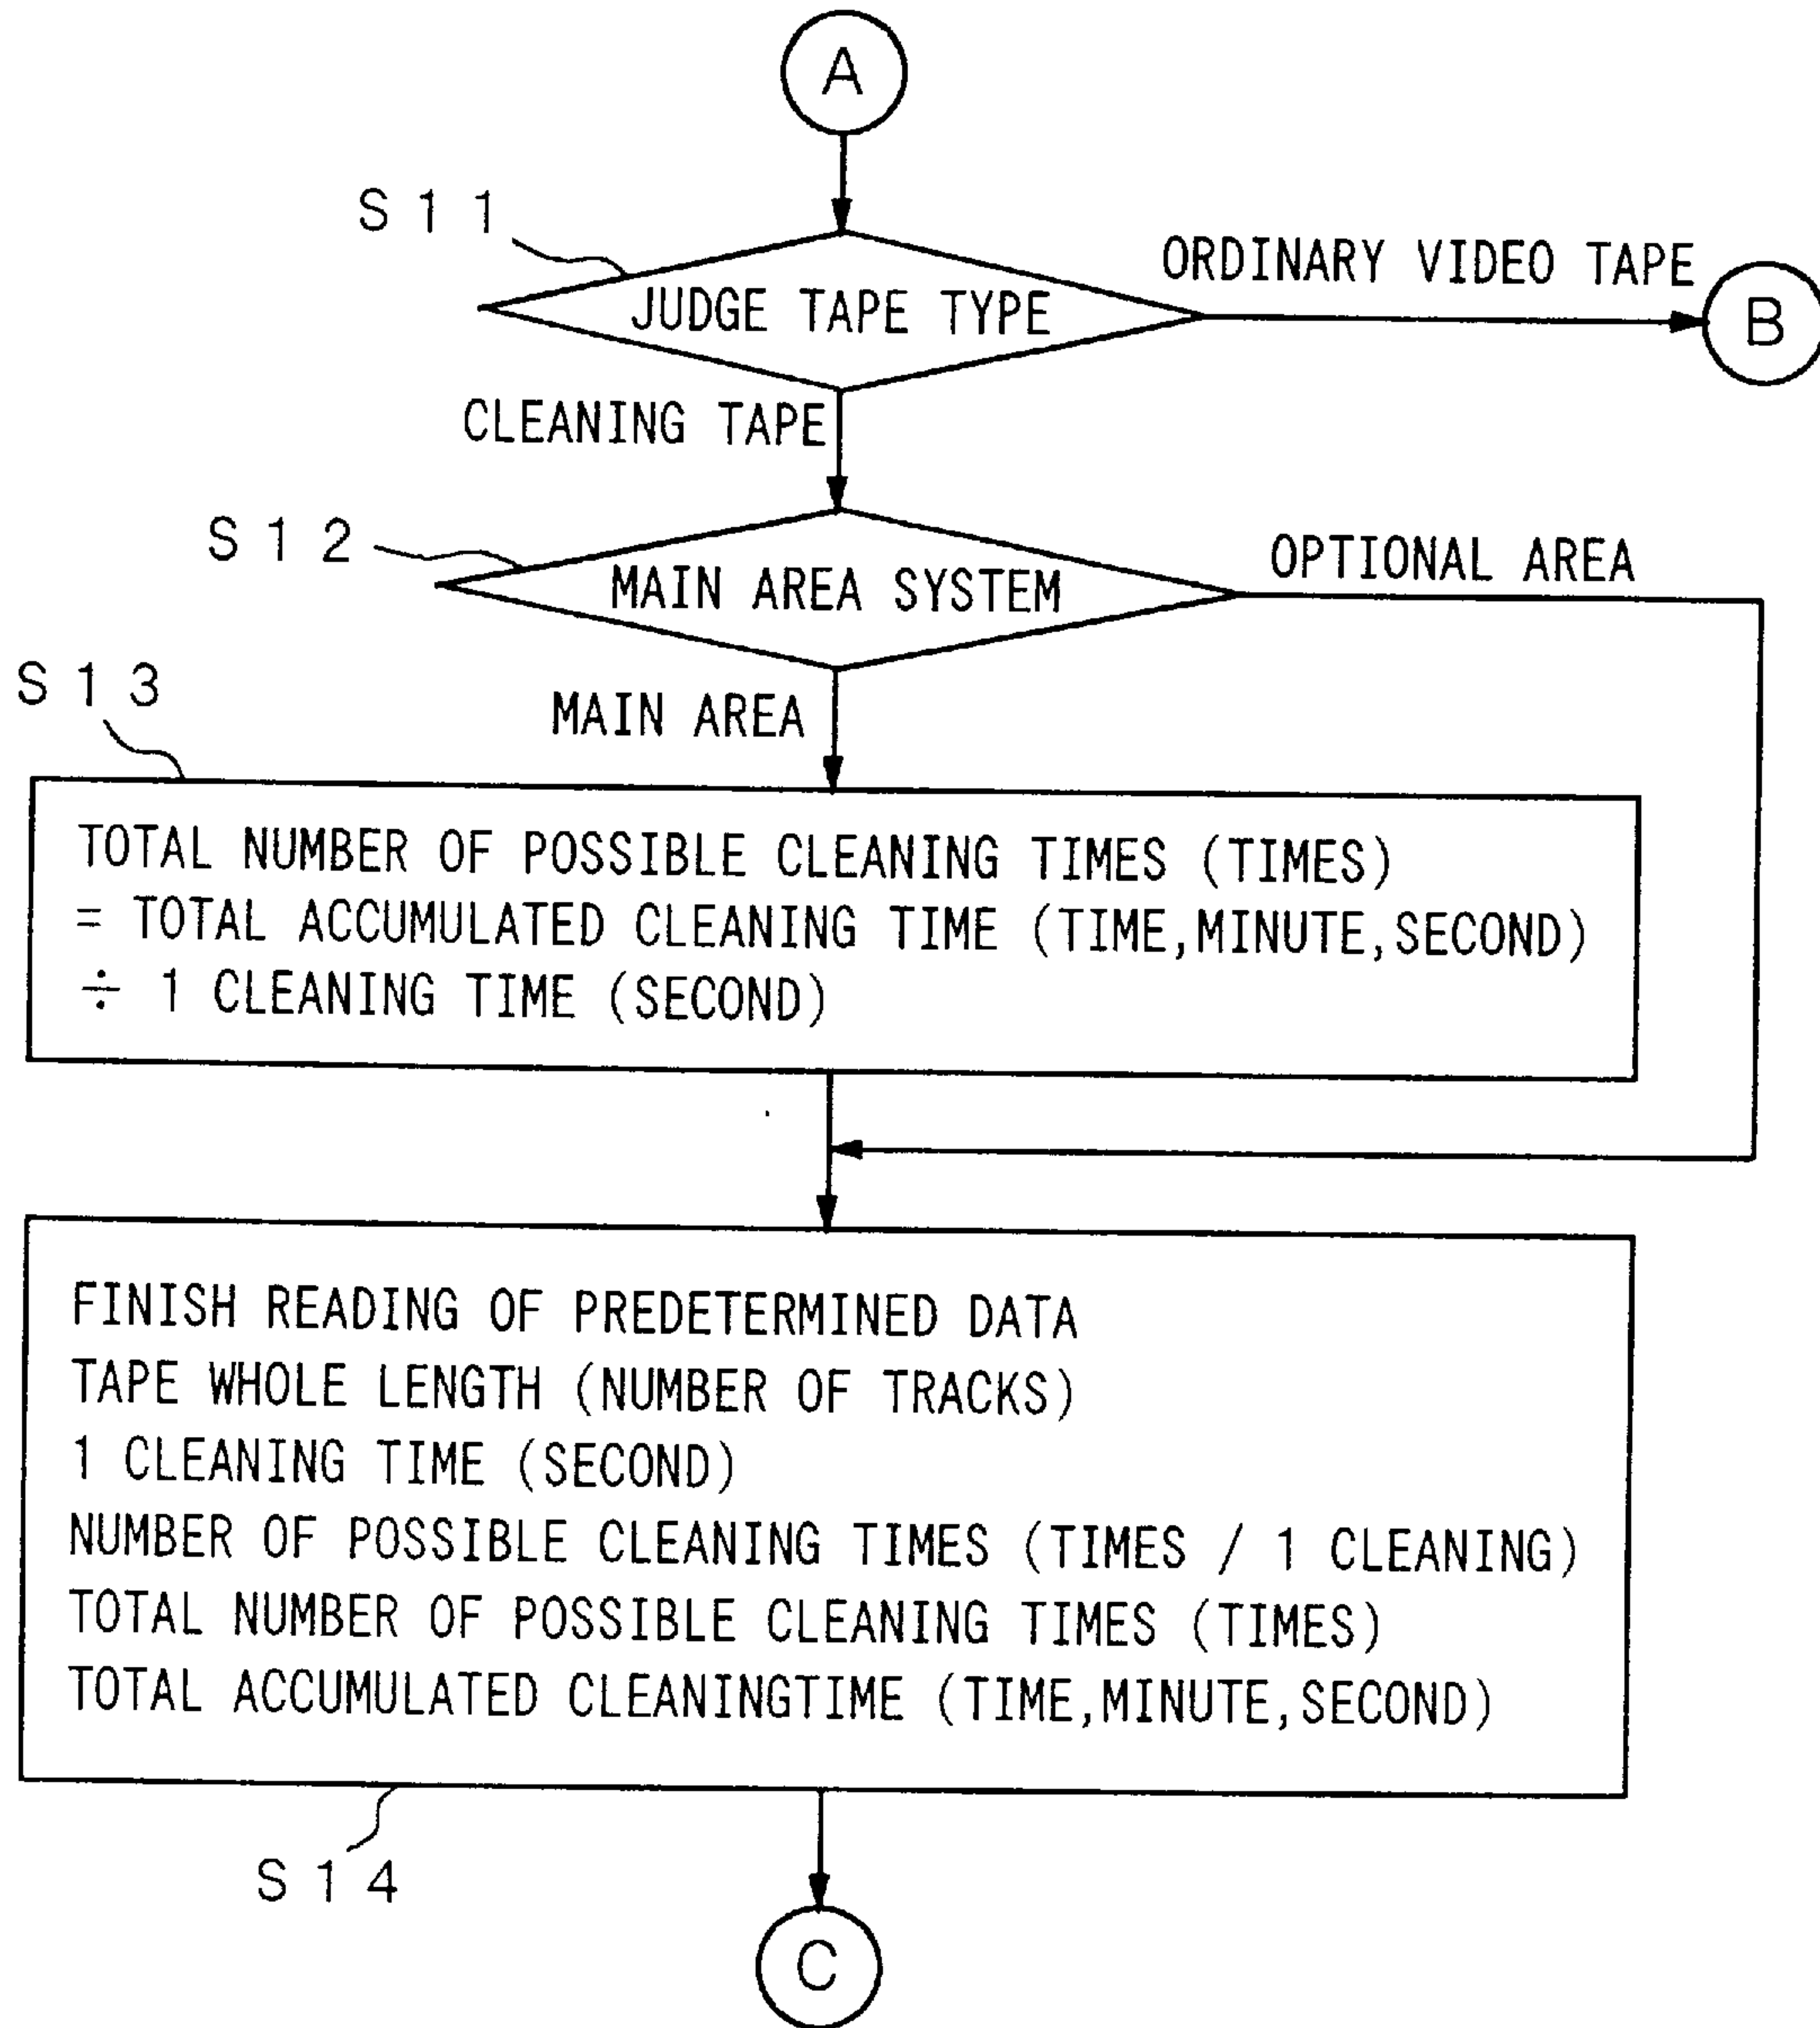 A
S11
JUDGE TAPE TYPE
ORDINARY VIDEO TAPE
B
CLEANING TAPE
S12
MAIN AREA SYSTEM
OPTIONAL AREA
S13
MAIN AREA
TOTAL NUMBER OF POSSIBLE CLEANING TIMES (TIMES)
= TOTAL ACCUMULATED CLEANING TIME (TIME,MINUTE,SECOND)
÷ 1 CLEANING TIME (SECOND)
FINISH READING OF PREDETERMINED DATA
TAPE WHOLE LENGTH (NUMBER OF TRACKS)
1 CLEANING TIME (SECOND)
NUMBER OF POSSIBLE CLEANING TIMES (TIMES / 1 CLEANING)
TOTAL NUMBER OF POSSIBLE CLEANING TIMES (TIMES)
TOTAL ACCUMULATED CLEANINGTIME (TIME,MINUTE,SECOND)
S14
C